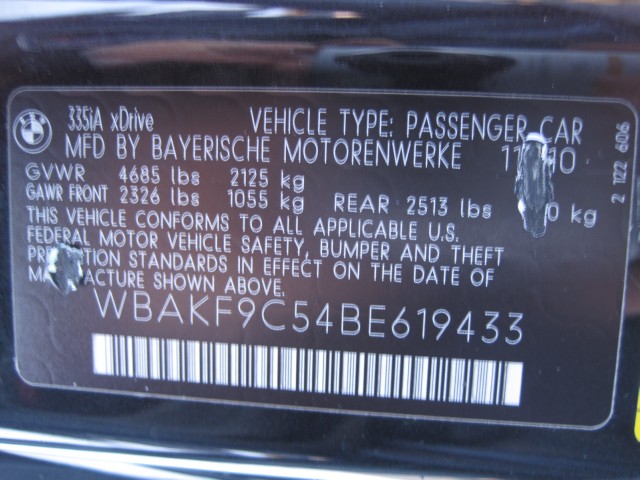 335iA xDrive VEHICLE TYPE: PASSENGER CAR
MFD BY BAYERISCHE MOTORENWERKE
GVWR 4685 lbs 2125 kg
GAWR FRONT 2326 lbs 1055 kg REAR 2513 lbs kg
THIS VEHICLE CONFORMS TO ALL APPLICABLE U.S.
FEDERAL MOTOR VEHICLE SAFETY, BUMPER AND THEFT
STANDARDS IN EFFECT ON THE DATE OF
WBAKF9C54BE619433
2 122 606
BMW